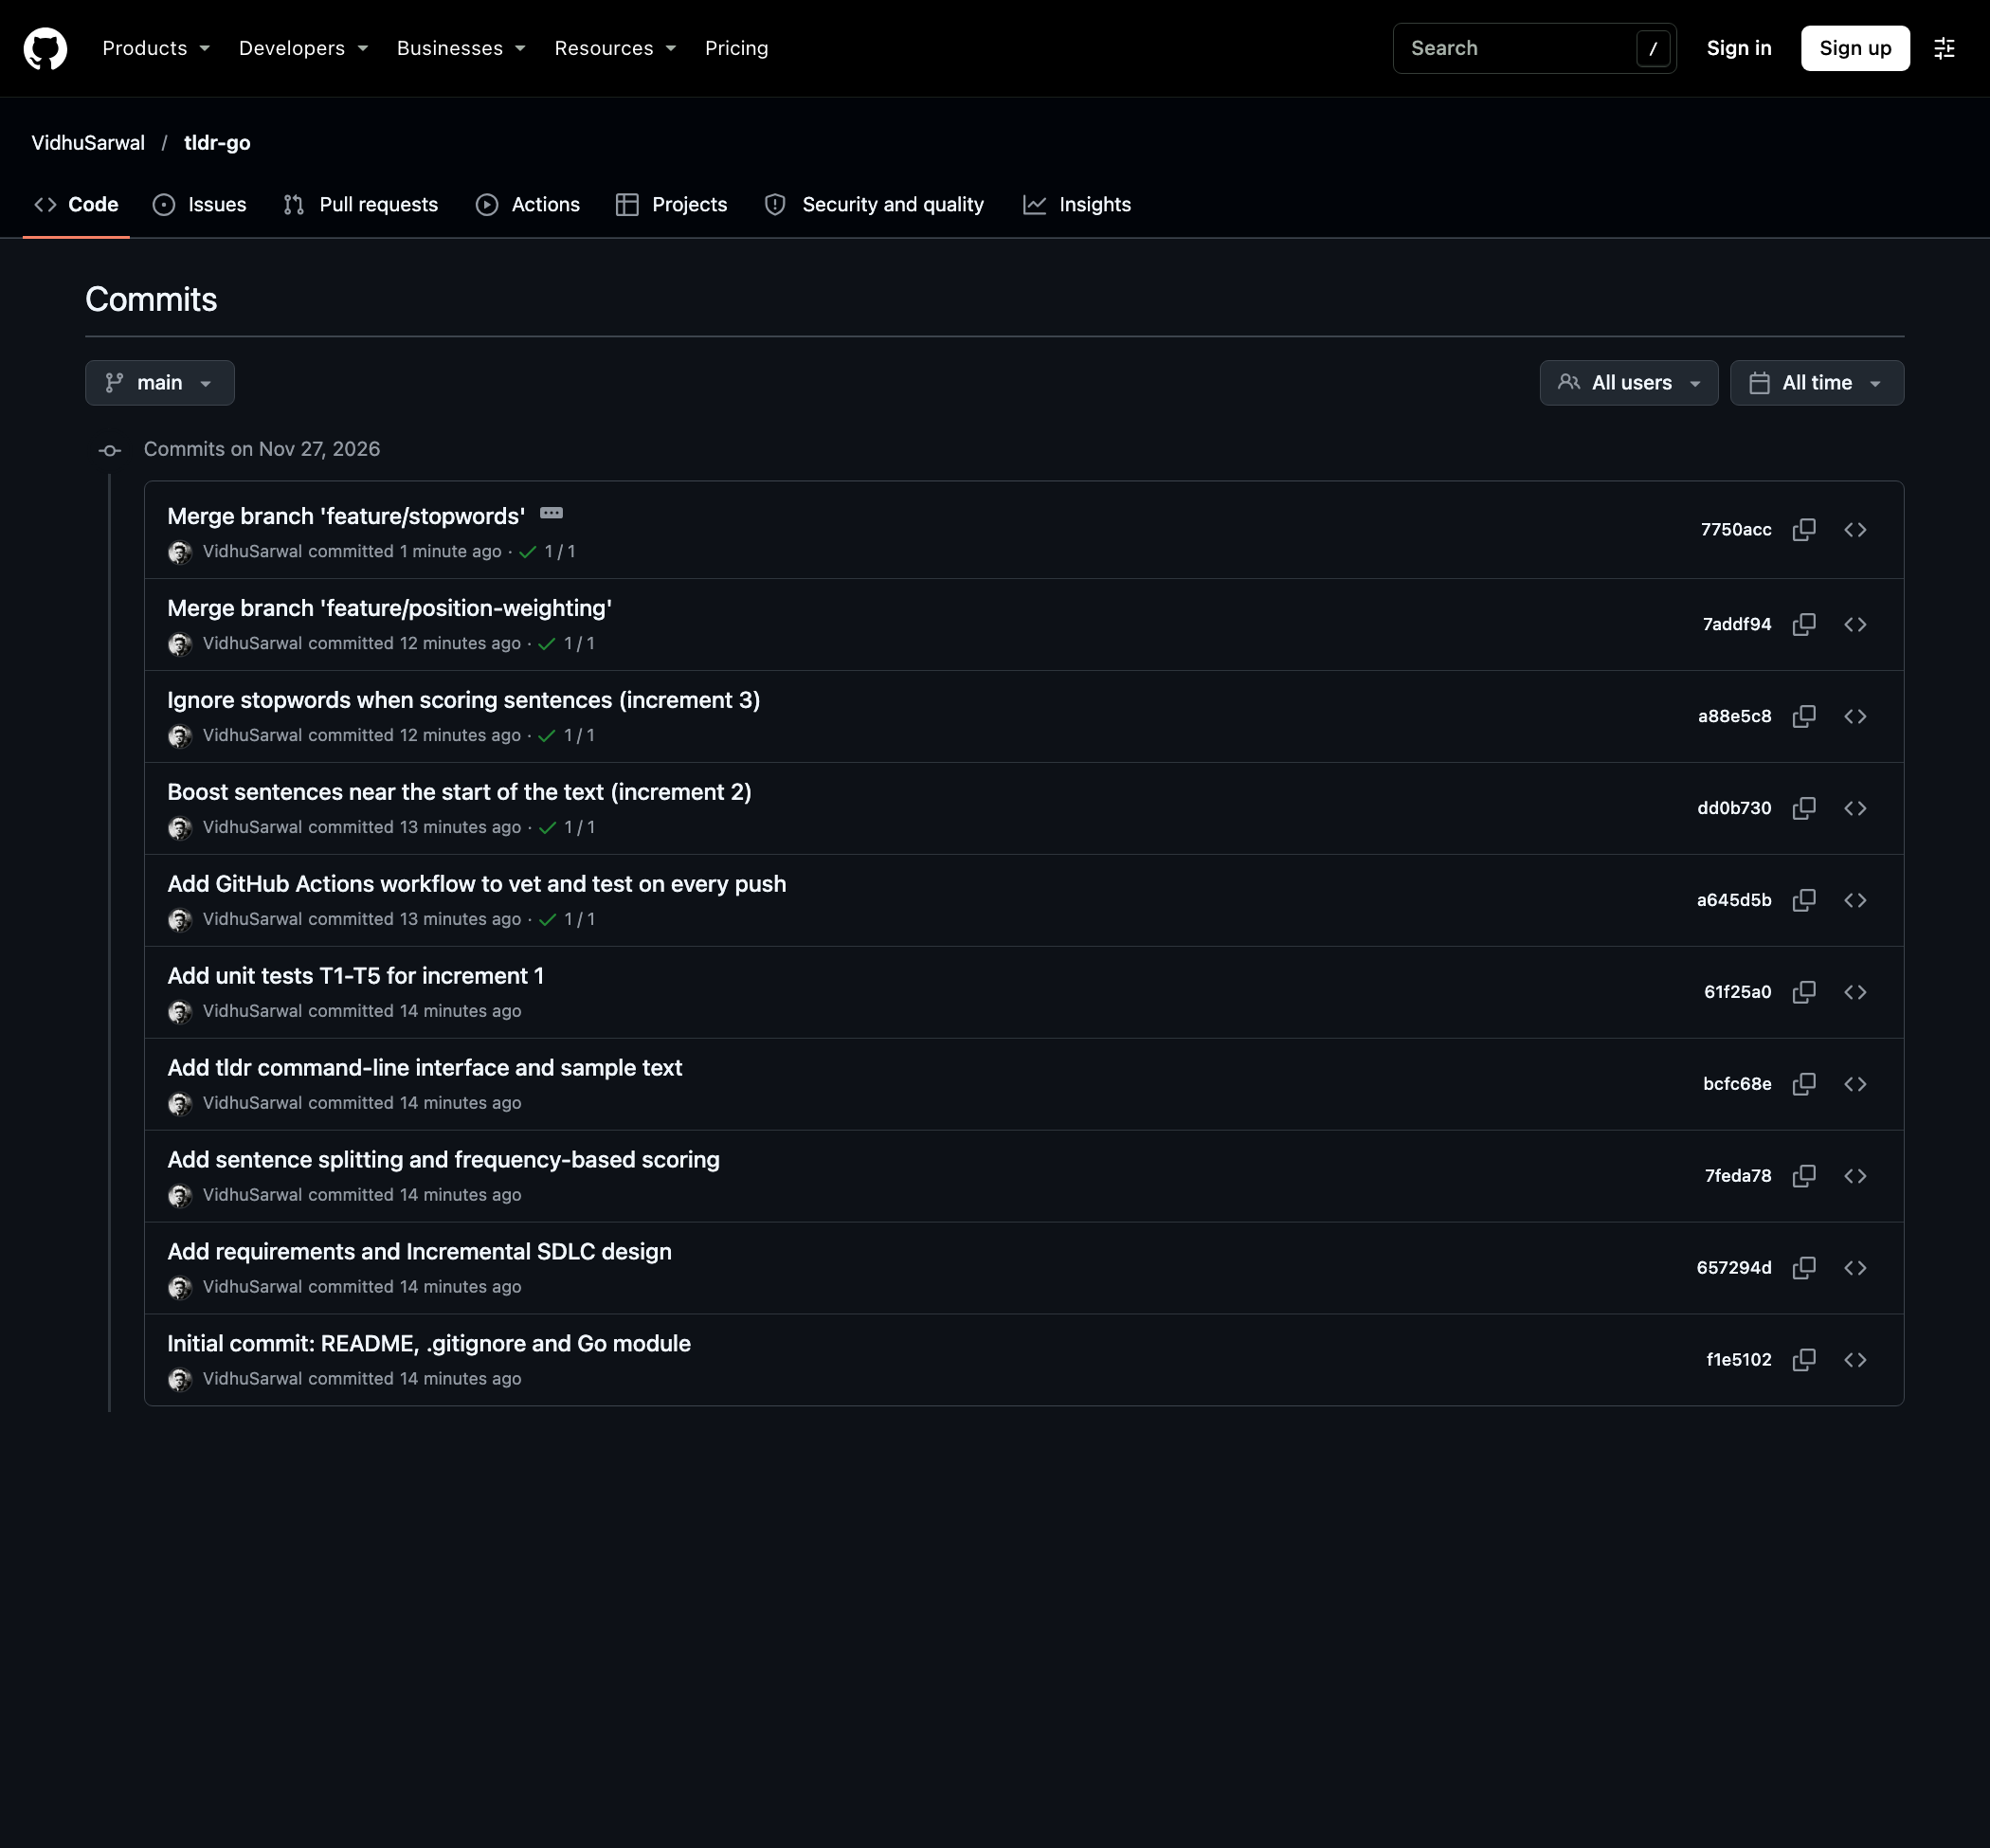 Products Developers Businesses Resources Pricing Search / Sign in Sign up
VidhuSarwal / tldr-go
Code Issues Pull requests Actions Projects Security and quality Insights
Commits
main All users All time
Commits on Nov 27, 2026
Merge branch 'feature/stopwords'
7750acc
VidhuSarwal committed 1 minute ago · 1 / 1
Merge branch 'feature/position-weighting'
7addf94
VidhuSarwal committed 12 minutes ago · 1 / 1
Ignore stopwords when scoring sentences (increment 3)
a88e5c8
VidhuSarwal committed 12 minutes ago · 1 / 1
Boost sentences near the start of the text (increment 2)
dd0b730
VidhuSarwal committed 13 minutes ago · 1 / 1
Add GitHub Actions workflow to vet and test on every push
a645d5b
VidhuSarwal committed 13 minutes ago · 1 / 1
Add unit tests T1-T5 for increment 1
61f25a0
VidhuSarwal committed 14 minutes ago
Add tldr command-line interface and sample text
bcfc68e
VidhuSarwal committed 14 minutes ago
Add sentence splitting and frequency-based scoring
7feda78
VidhuSarwal committed 14 minutes ago
Add requirements and Incremental SDLC design
657294d
VidhuSarwal committed 14 minutes ago
Initial commit: README, .gitignore and Go module
f1e5102
VidhuSarwal committed 14 minutes ago